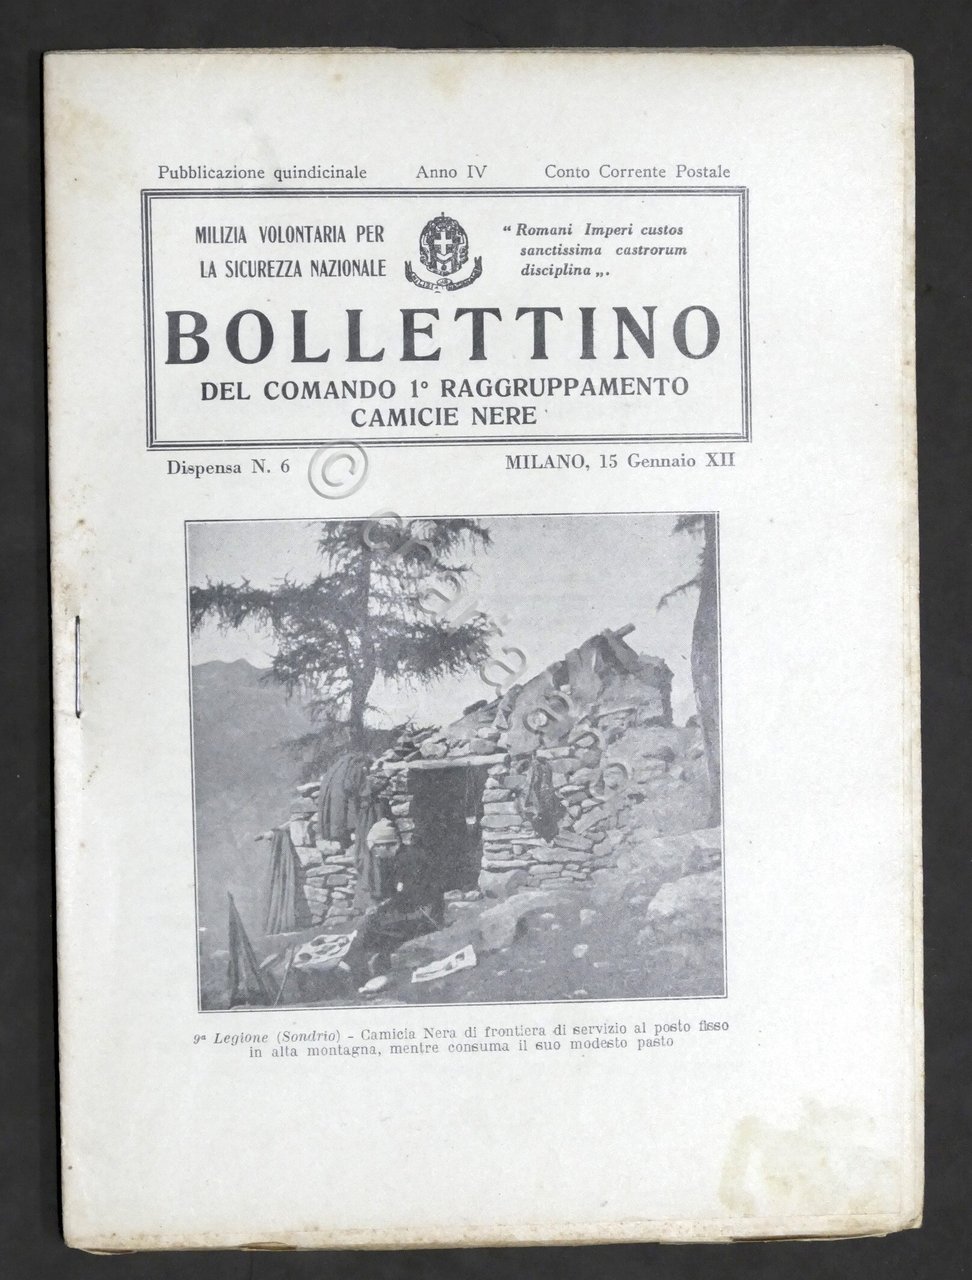 Pubblicazione quindicinale Anno IV Conto Corrente Postale
MILIZIA VOLONTARIA PER
LA SICUREZZA NAZIONALE
“ Romani Imperi custos
sanctissima castrorum
disciplina „.
BOLLETTINO
DEL COMANDO 1° RAGGRUPPAMENTO
CAMICIE NERE
Dispensa N. 6
MILANO, 15 Gennaio XII
9ª Legione (Sondrio) - Camicia Nera di frontiera di servizio al posto fisso
in alta montagna, mentre consuma il suo modesto pasto